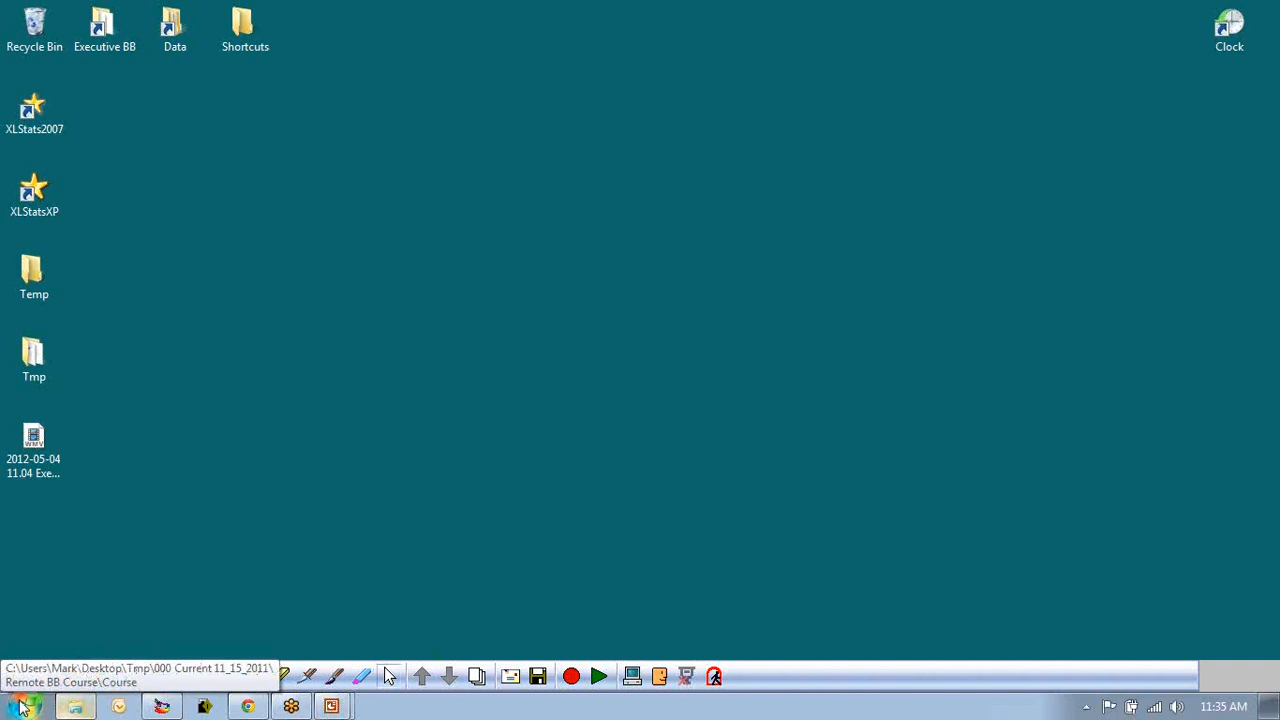 Recycle Bin
Executive BB
Data
Shortcuts
Clock
XLStats2007
XLStatsXP
Temp
Tmp
WMV
2012-05-04
11.04 Exe...
C:\Users\Mark\Desktop\Tmp\000 Current 11_15_2011\
Remote BB Course\Course
11:35 AM